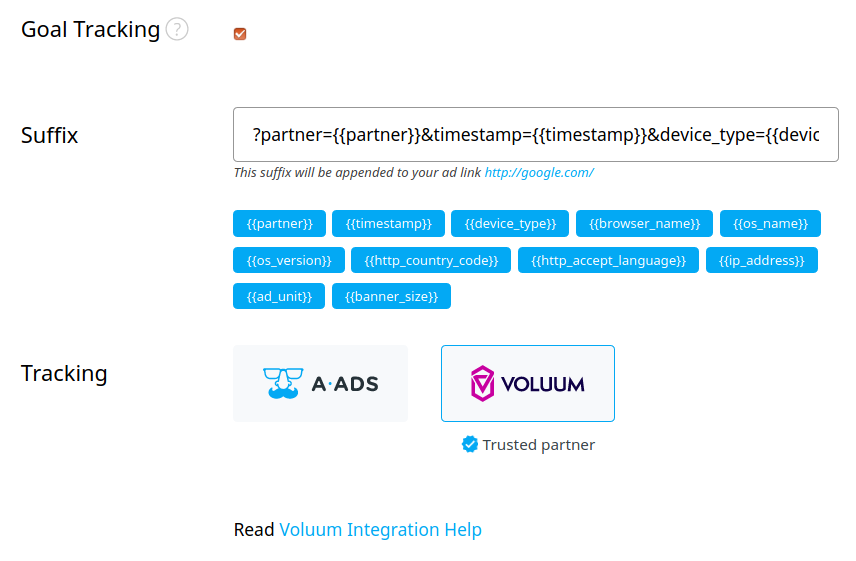 Goal Tracking ?
Suffix
?partner={{partner}}&timestamp={{timestamp}}&device_type={{devic
This suffix will be appended to your ad link http://google.com/
{{partner}} {{timestamp}} {{device_type}} {{browser_name}} {{os_name}}
{{os_version}} {{http_country_code}} {{http_accept_language}} {{ip_address}}
{{ad_unit}} {{banner_size}}
Tracking
A·ADS VOLUUM
Trusted partner
Read Voluum Integration Help